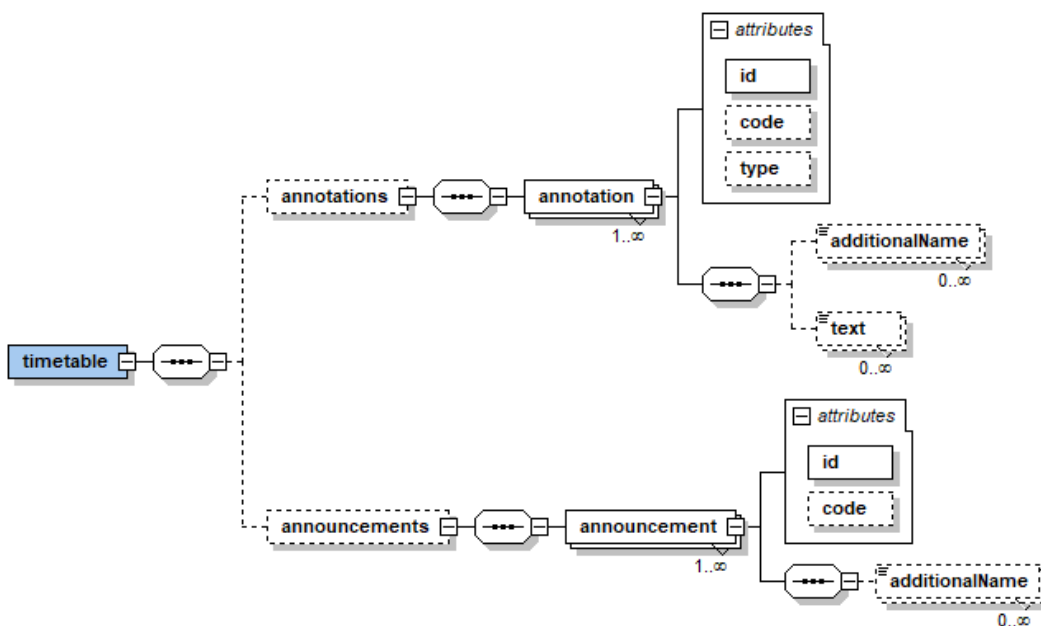 attributes
id
code
type
annotations
annotation
1..∞
additionalName
0..∞
text
0..∞
timetable
attributes
id
code
announcements
announcement
1..∞
additionalName
0..∞